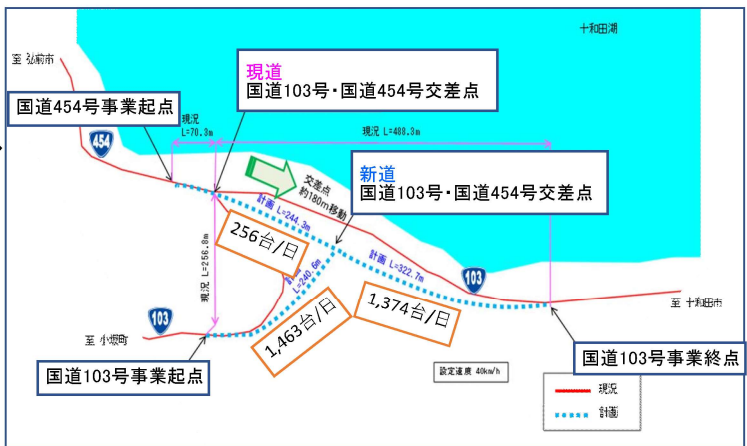 十和田湖
至 弘前市
現道
国道103号・国道454号交差点
国道454号事業起点
現況
L=70.3m
現況 L=488.3m
454
新道
国道103号・国道454号交差点
交差点
約180m移動
計画 L=244.3m
256台/日
現況 L=256.8m
L=240.6m
計画 L=322.7m
103
1,374台/日
至 十和田市
103
1,463台/日
至 小坂町
国道103号事業起点
国道103号事業終点
設定速度 40km/h
現況
計画